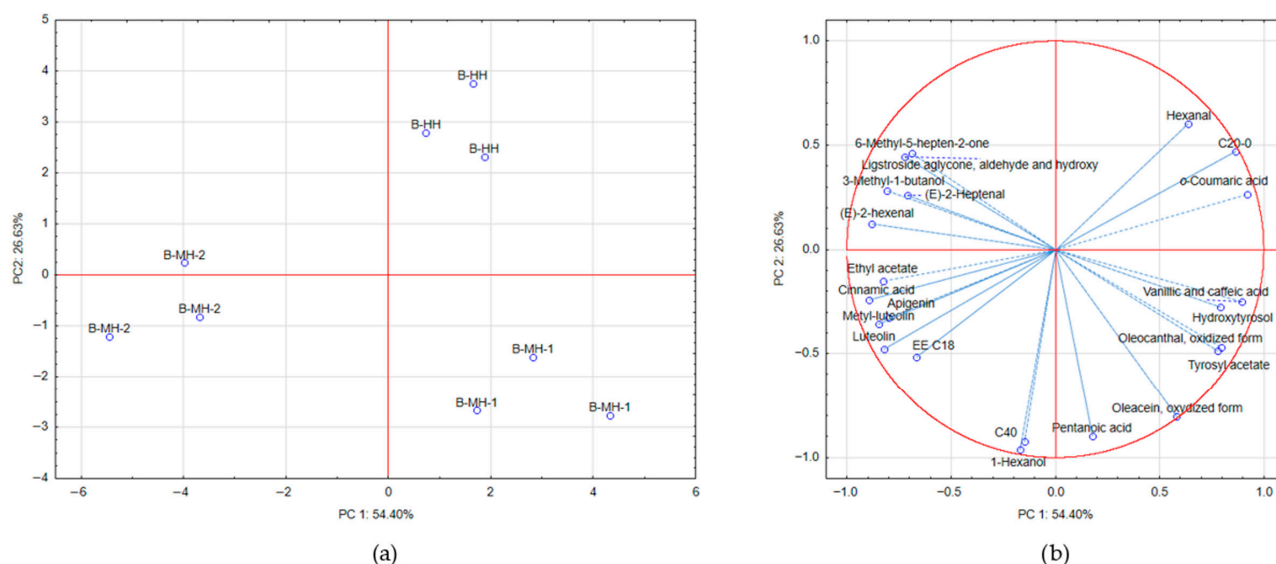 5
4
3
2
1
0
−1
−2
−3
−4
−6
−4
−2
0
2
4
6
PC2: 26.63%
PC 1: 54.40%
B-HH
B-HH
B-HH
B-MH-2
B-MH-2
B-MH-2
B-MH-1
B-MH-1
B-MH-1
(a)
1.0
0.5
0.0
−0.5
−1.0
−1.0
−0.5
0.0
0.5
1.0
PC 2: 26.63%
PC 1: 54.40%
Hexanal
6-Methyl-5-hepten-2-one
C20-0
Ligstroside aglycone, aldehyde and hydroxy
3-Methyl-1-butanol
o-Coumaric acid
(E)-2-Heptenal
(E)-2-hexenal
Ethyl acetate
Cinnamic acid
Vanillic and caffeic acid
Apigenin
Hydroxytyrosol
Metyl-luteolin
Luteolin
Oleocanthal, oxidized form
EE C18
Tyrosyl acetate
Oleacein, oxydized form
C40
Pentanoic acid
1-Hexanol
(b)